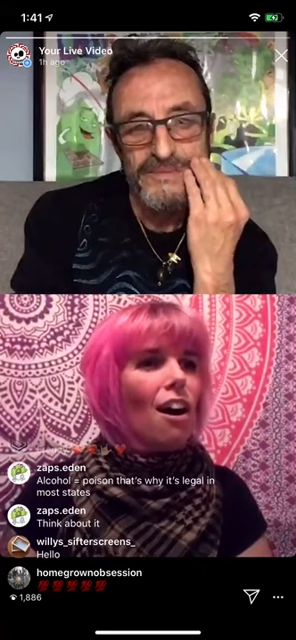 1:41
Your Live Video
1h ago
zaps.eden
Alcohol = poison that's why it's legal in
most states
zaps.eden
Think about it
willys_sifterscreens_
Hello
homegrownobsession
1,886